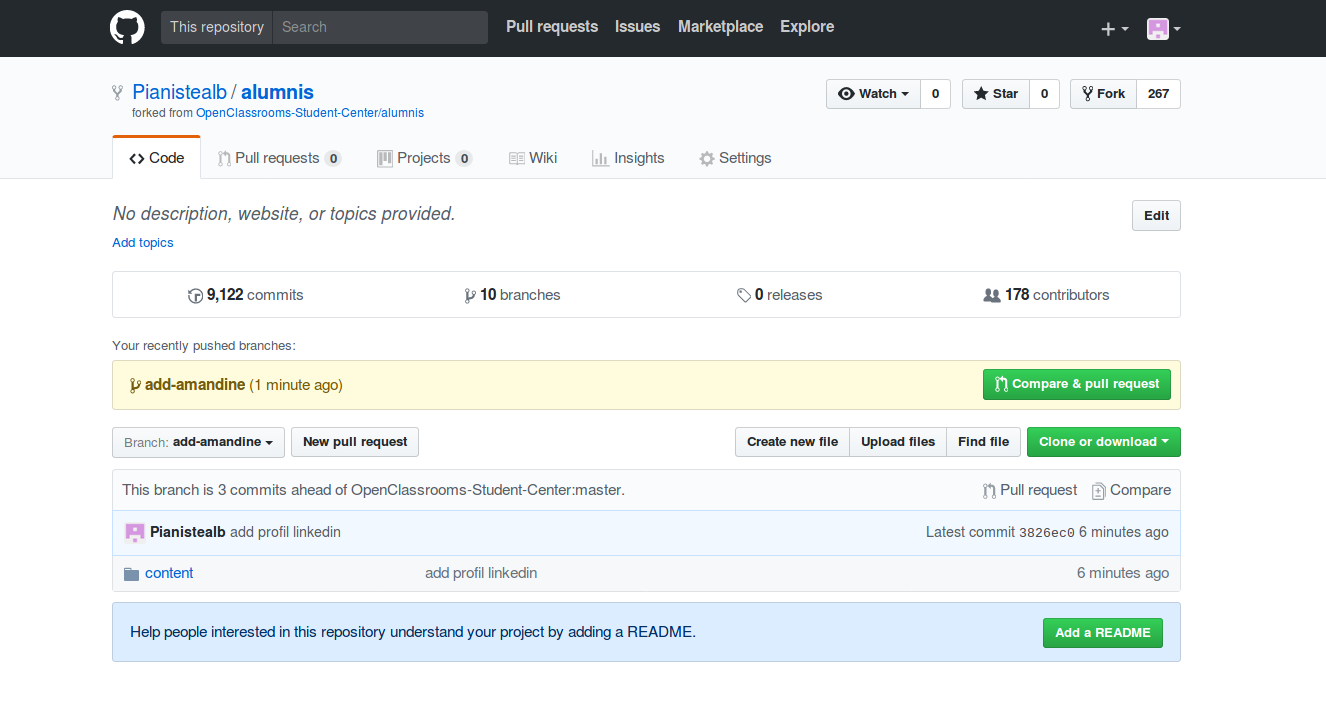 This repository Search Pull requests Issues Marketplace Explore
Pianistealb / alumnis Watch 0 Star 0 Fork 267
forked from OpenClassrooms-Student-Center/alumnis
Code Pull requests 0 Projects 0 Wiki Insights Settings
No description, website, or topics provided. Edit
Add topics
9,122 commits 10 branches 0 releases 178 contributors
Your recently pushed branches:
add-amandine (1 minute ago) Compare & pull request
Branch: add-amandine New pull request Create new file Upload files Find file Clone or download
This branch is 3 commits ahead of OpenClassrooms-Student-Center:master. Pull request Compare
Pianistealb add profil linkedin Latest commit 3826ec0 6 minutes ago
content add profil linkedin 6 minutes ago
Help people interested in this repository understand your project by adding a README. Add a README